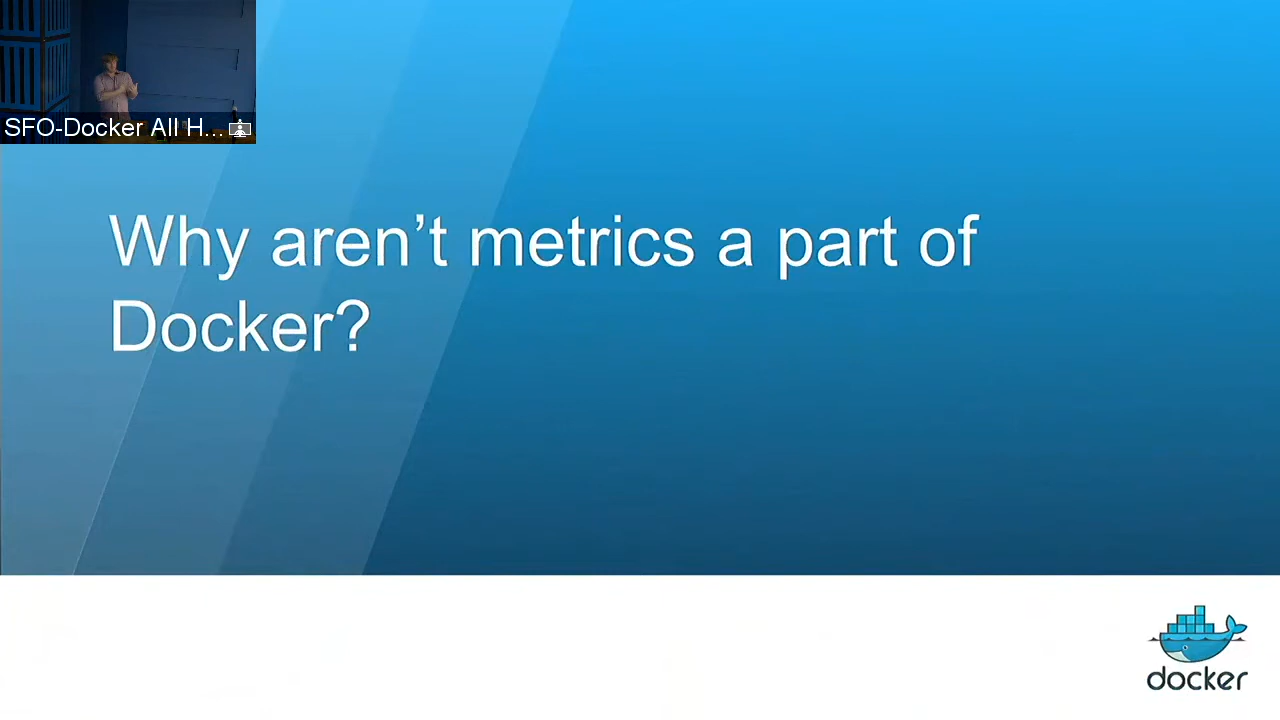 SFO-Docker All H...
Why aren’t metrics a part of
Docker?
docker